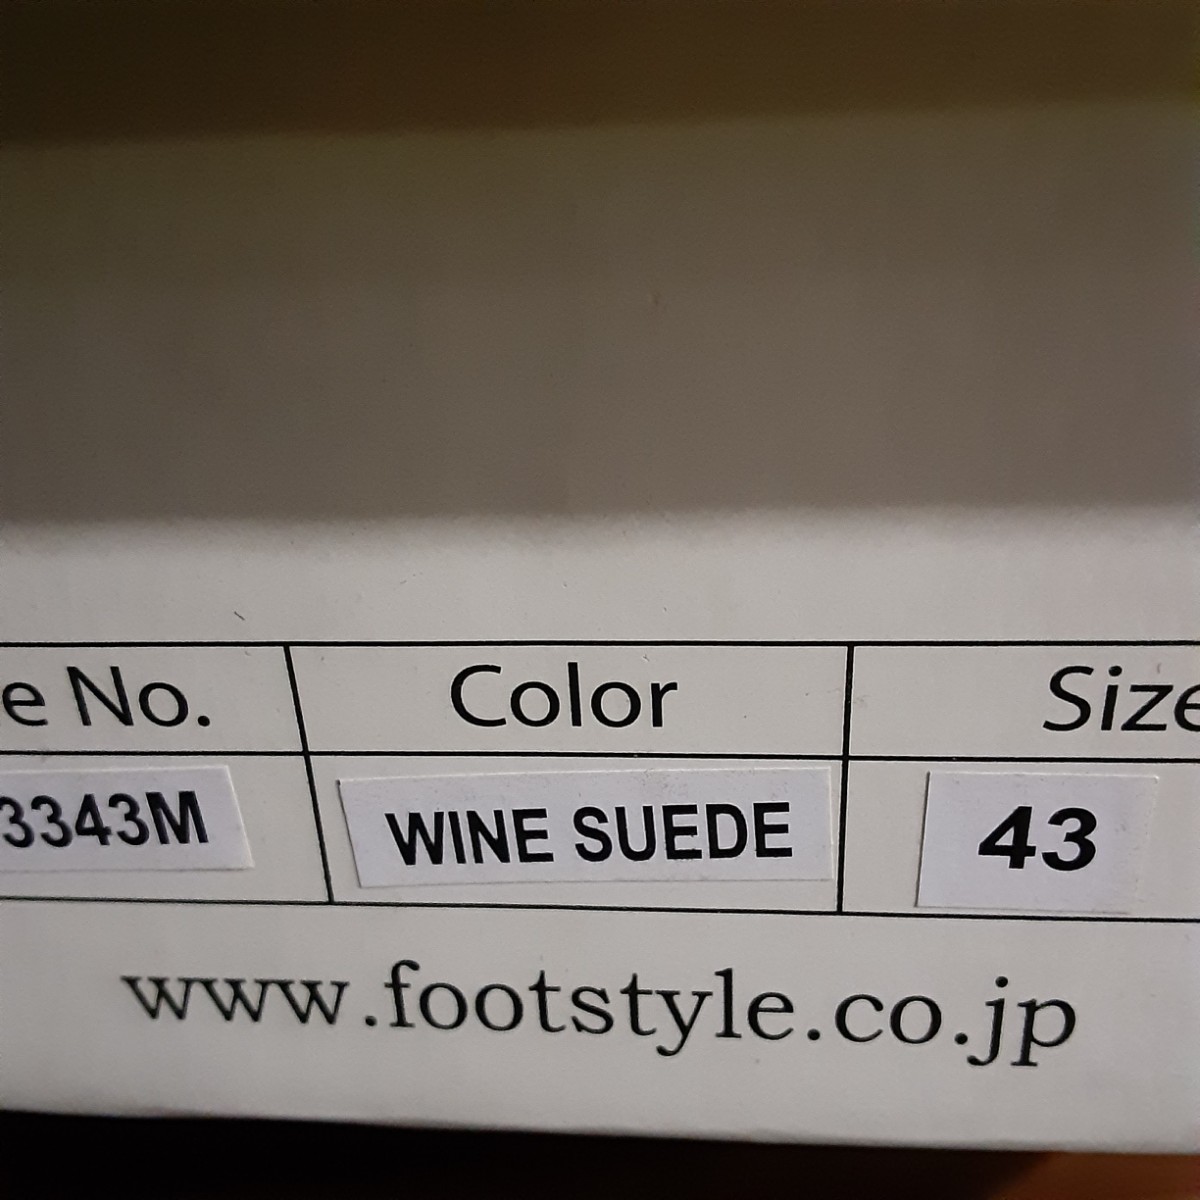 e No. Color Size
3343M WINE SUEDE 43
www.footstyle.co.jp